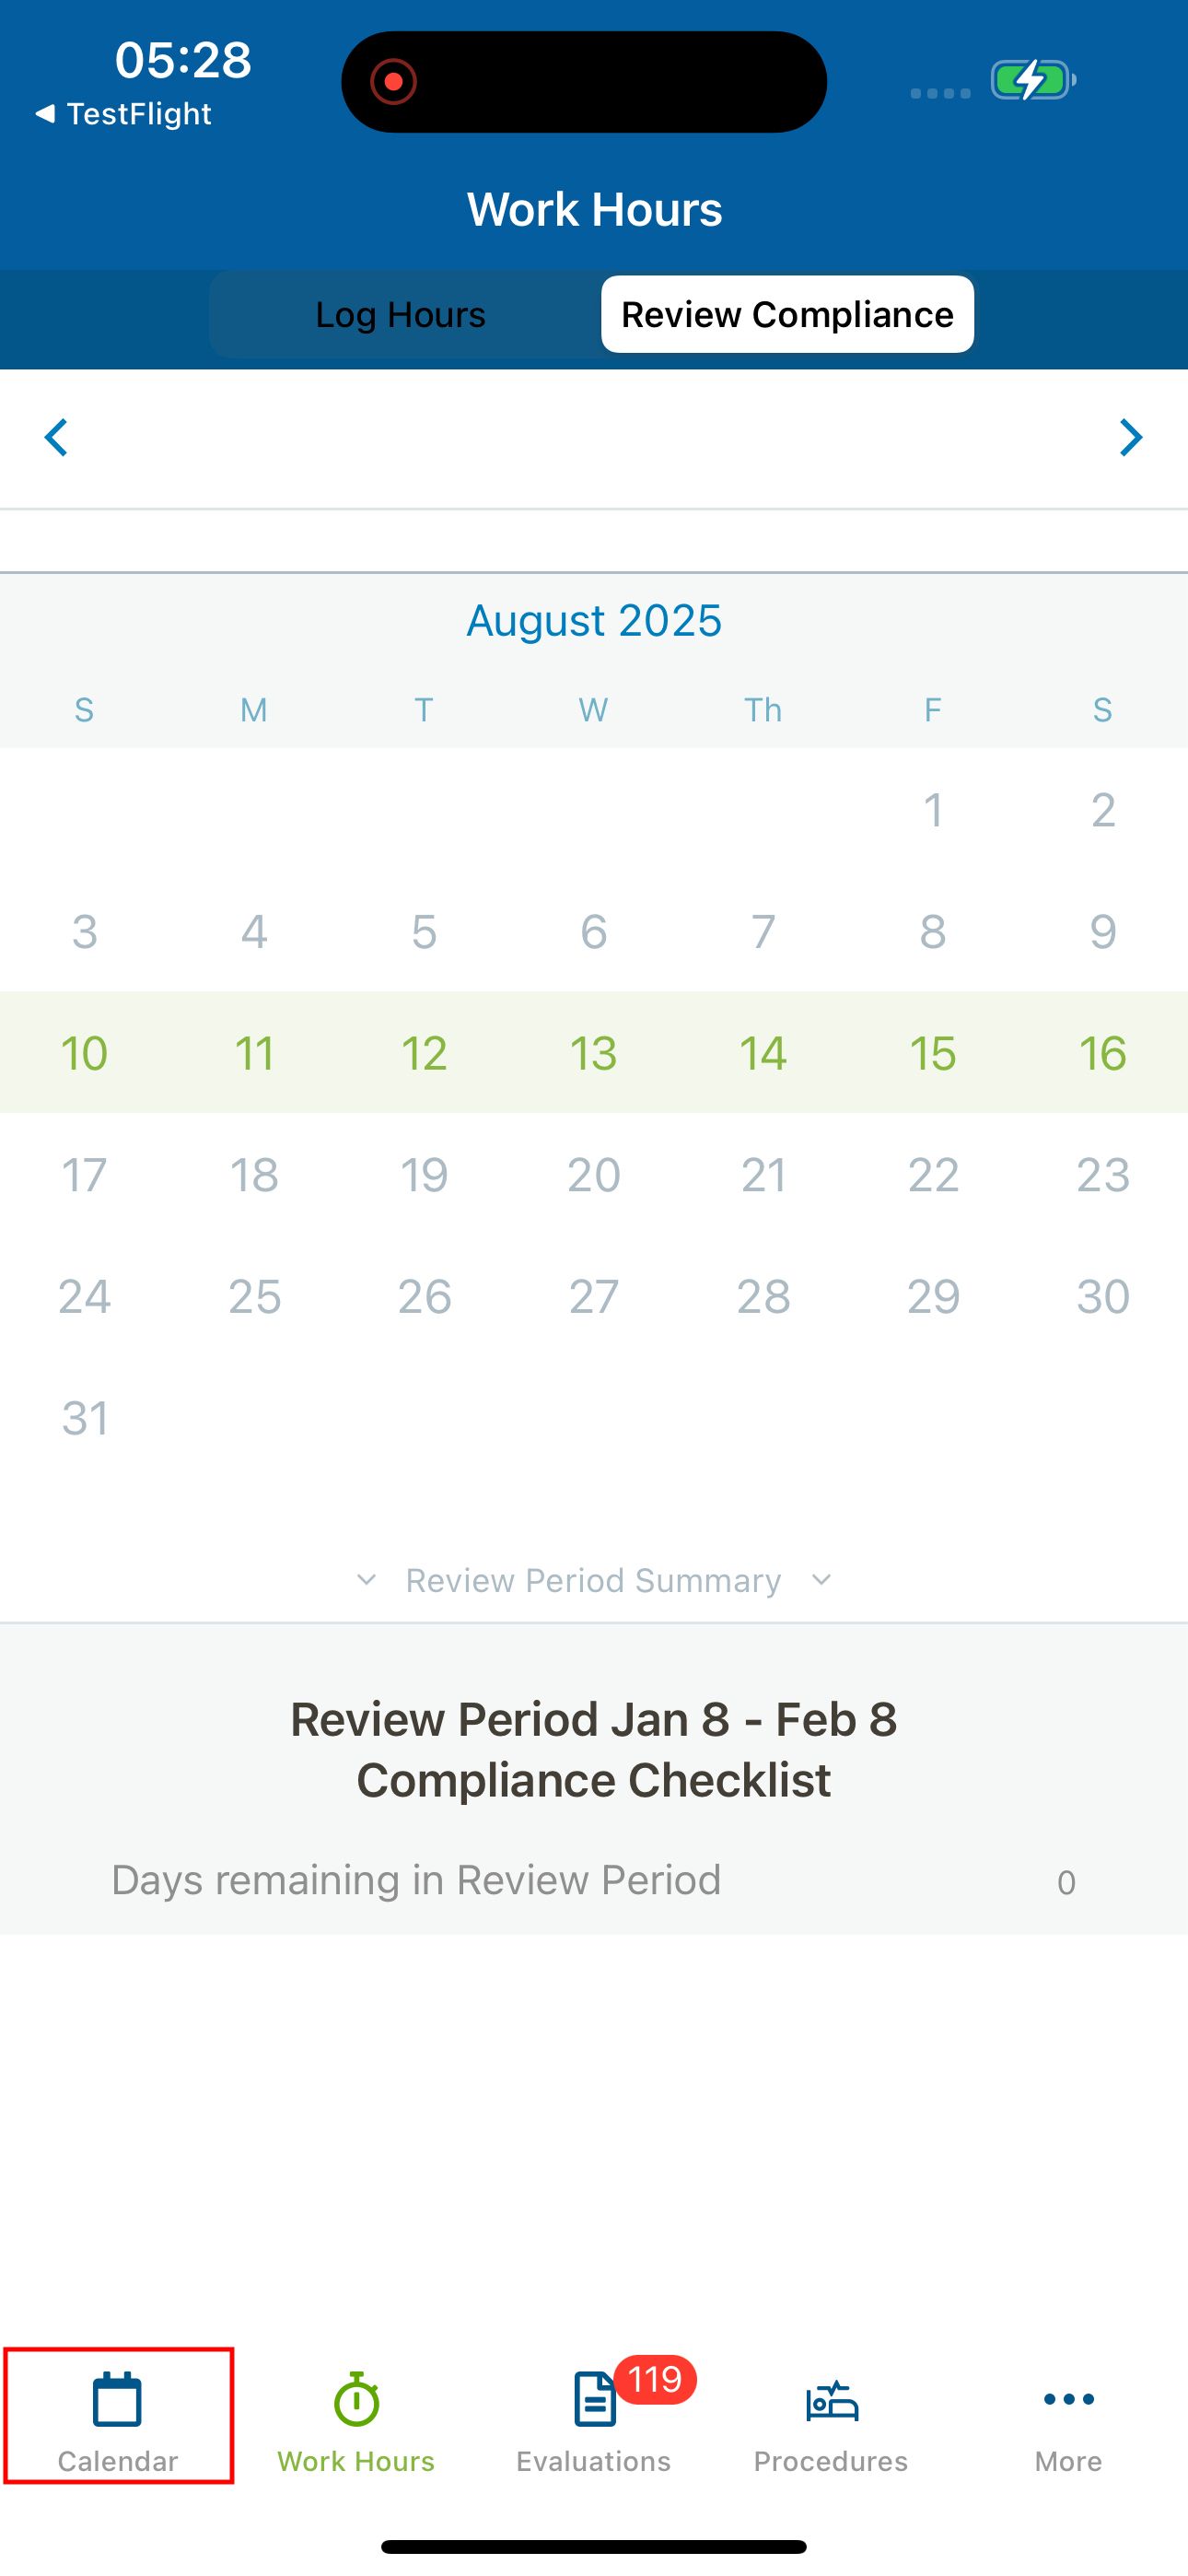 05:28
◀ TestFlight
Work Hours
Log Hours Review Compliance
August 2025
S M T W Th F S
1 2
3 4 5 6 7 8 9
10 11 12 13 14 15 16
17 18 19 20 21 22 23
24 25 26 27 28 29 30
31
Review Period Summary
Review Period Jan 8 - Feb 8
Compliance Checklist
Days remaining in Review Period 0
119
Calendar Work Hours Evaluations Procedures More